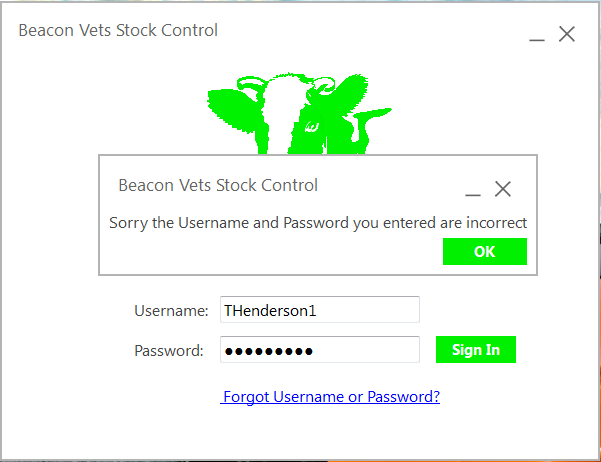 Beacon Vets Stock Control
Beacon Vets Stock Control
Sorry the Username and Password you entered are incorrect
OK
Username: THenderson1
Password: ●●●●●●●●● Sign In
Forgot Username or Password?